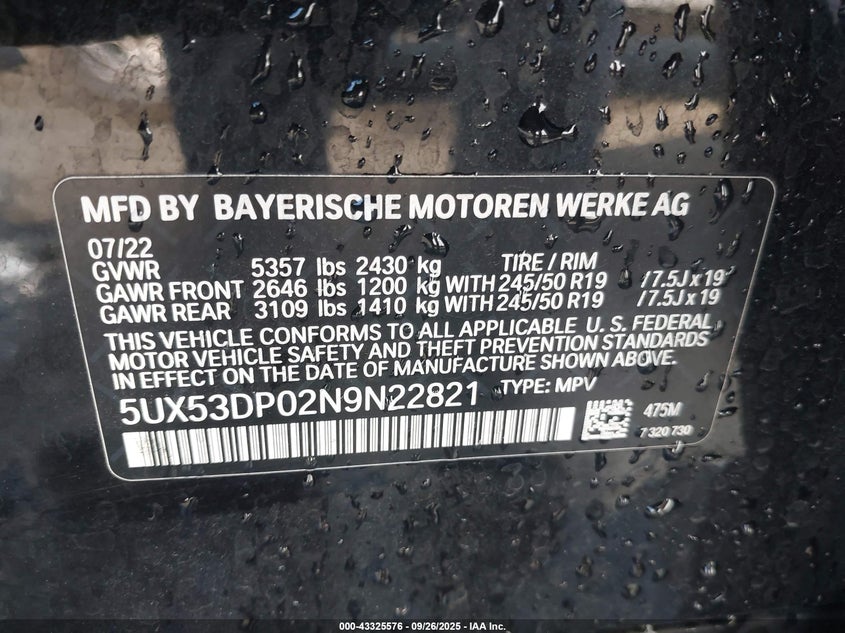 MFD BY BAYERISCHE MOTOREN WERKE AG
07/22 TIRE / RIM
GVWR 5357 lbs 2430 kg
GAWR FRONT 2646 lbs 1200 kg WITH 245/50 R19 / 7.5J x 19
GAWR REAR 3109 lbs 1410 kg WITH 245/50 R19 / 7.5J x 19
THIS VEHICLE CONFORMS TO ALL APPLICABLE U. S. FEDERAL
MOTOR VEHICLE SAFETY AND THEFT PREVENTION STANDARDS
IN EFFECT ON THE DATE OF MANUFACTURE SHOWN ABOVE.
5UX53DP02N9N22821 TYPE: MPV
475M
7 320 730
000-43325576 - 09/26/2025 - IAA Inc.